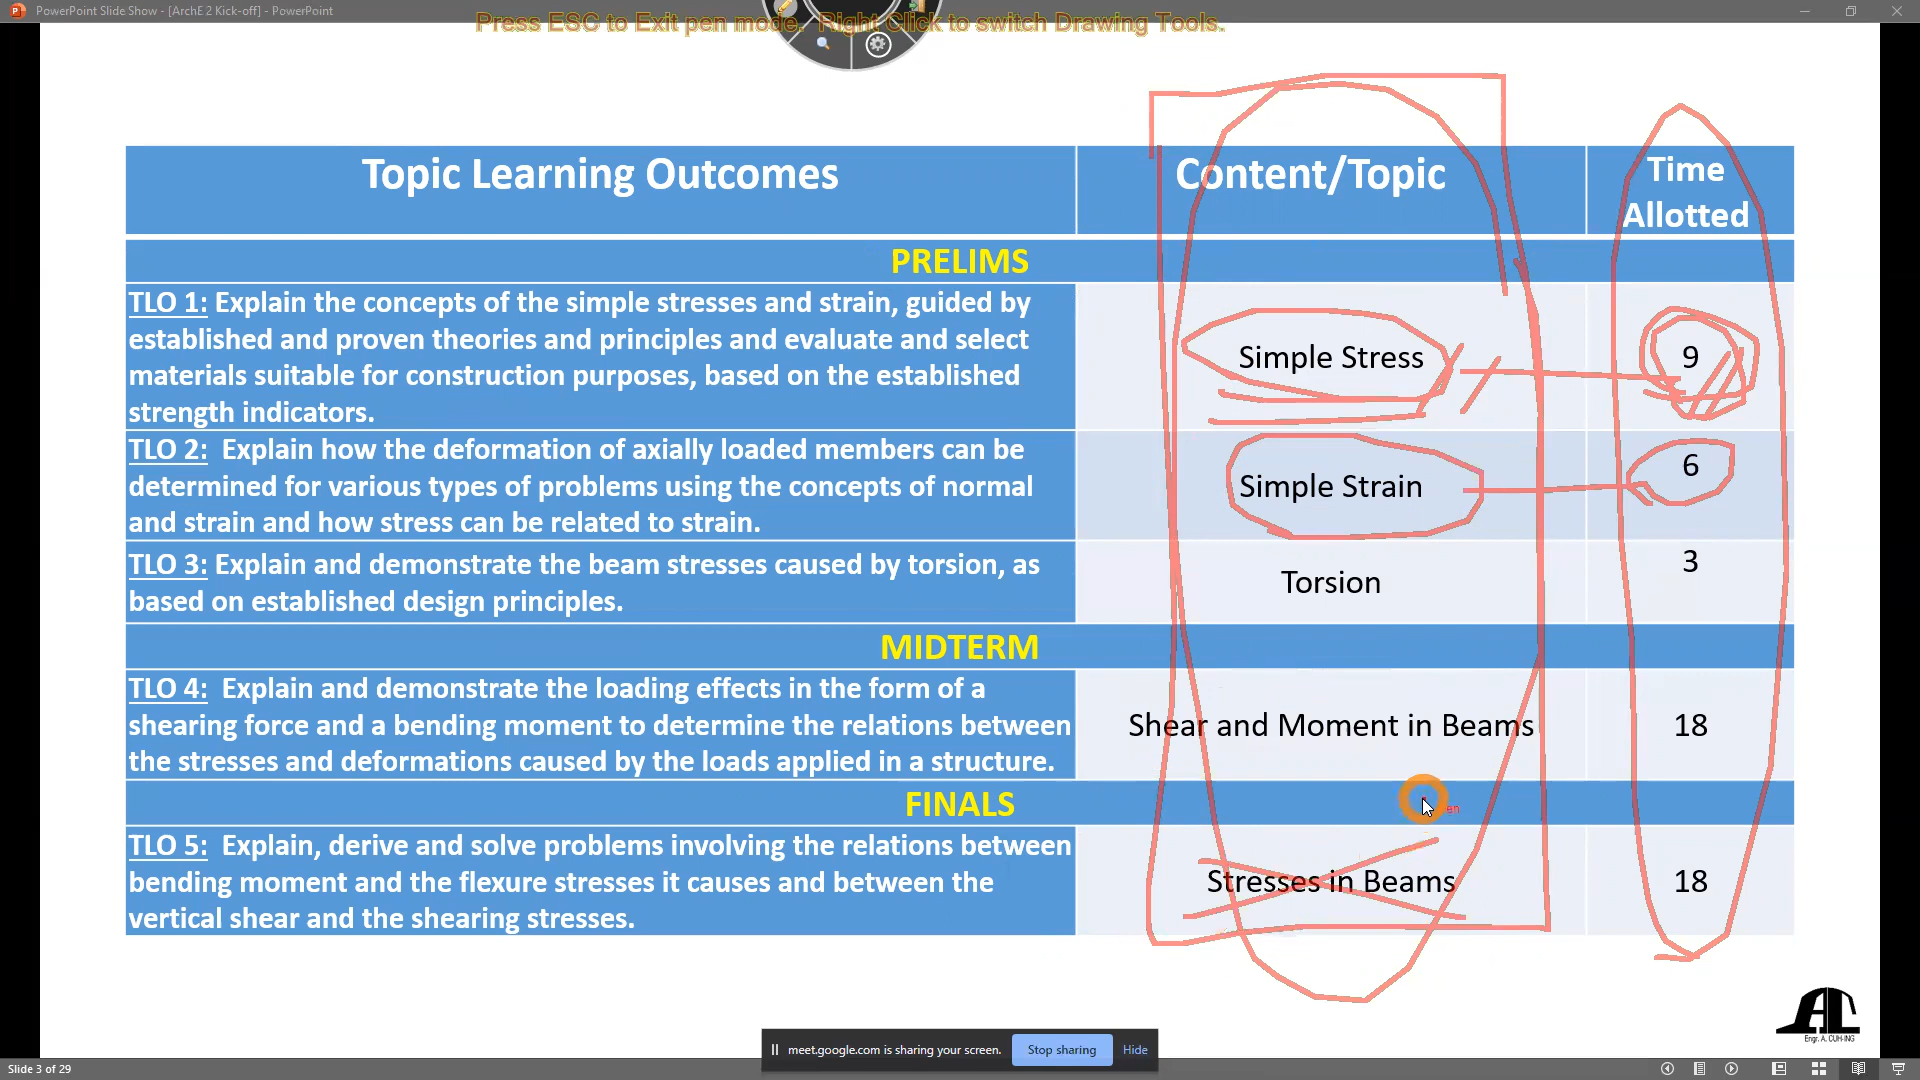 PowerPoint Slide Show - [ArchE 2 Kick-off] - PowerPoint
Press ESC to Exit pen mode. Right Click to switch Drawing Tools.
Topic Learning Outcomes
Content/Topic
Time
Allotted
PRELIMS
TLO 1: Explain the concepts of the simple stresses and strain, guided by
established and proven theories and principles and evaluate and select
materials suitable for construction purposes, based on the established
strength indicators.
Simple Stress
9
TLO 2: Explain how the deformation of axially loaded members can be
determined for various types of problems using the concepts of normal
and strain and how stress can be related to strain.
Simple Strain
6
TLO 3: Explain and demonstrate the beam stresses caused by torsion, as
based on established design principles.
Torsion
3
MIDTERM
TLO 4: Explain and demonstrate the loading effects in the form of a
shearing force and a bending moment to determine the relations between
the stresses and deformations caused by the loads applied in a structure.
Shear and Moment in Beams
18
FINALS
TLO 5: Explain, derive and solve problems involving the relations between
bending moment and the flexure stresses it causes and between the
vertical shear and the shearing stresses.
Stresses in Beams
18
Engr. A. CUH-ING
meet.google.com is sharing your screen.
Stop sharing
Hide
Slide 3 of 29